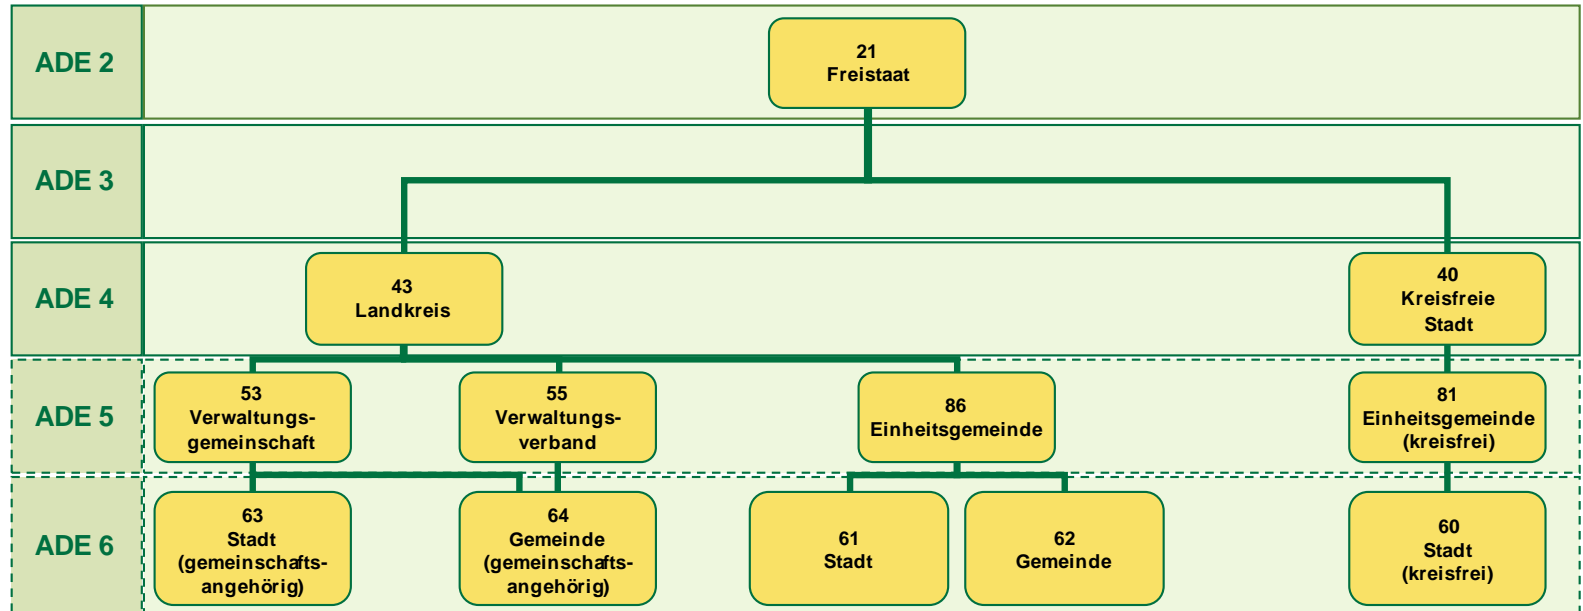 ADE 2
21
Freistaat
ADE 3
ADE 4
43
Landkreis
40
Kreisfreie
Stadt
ADE 5
53
Verwaltungs-
gemeinschaft
55
Verwaltungs-
verband
86
Einheitsgemeinde
81
Einheitsgemeinde
(kreisfrei)
ADE 6
63
Stadt
(gemeinschafts-
angehörig)
64
Gemeinde
(gemeinschafts-
angehörig)
61
Stadt
62
Gemeinde
60
Stadt
(kreisfrei)